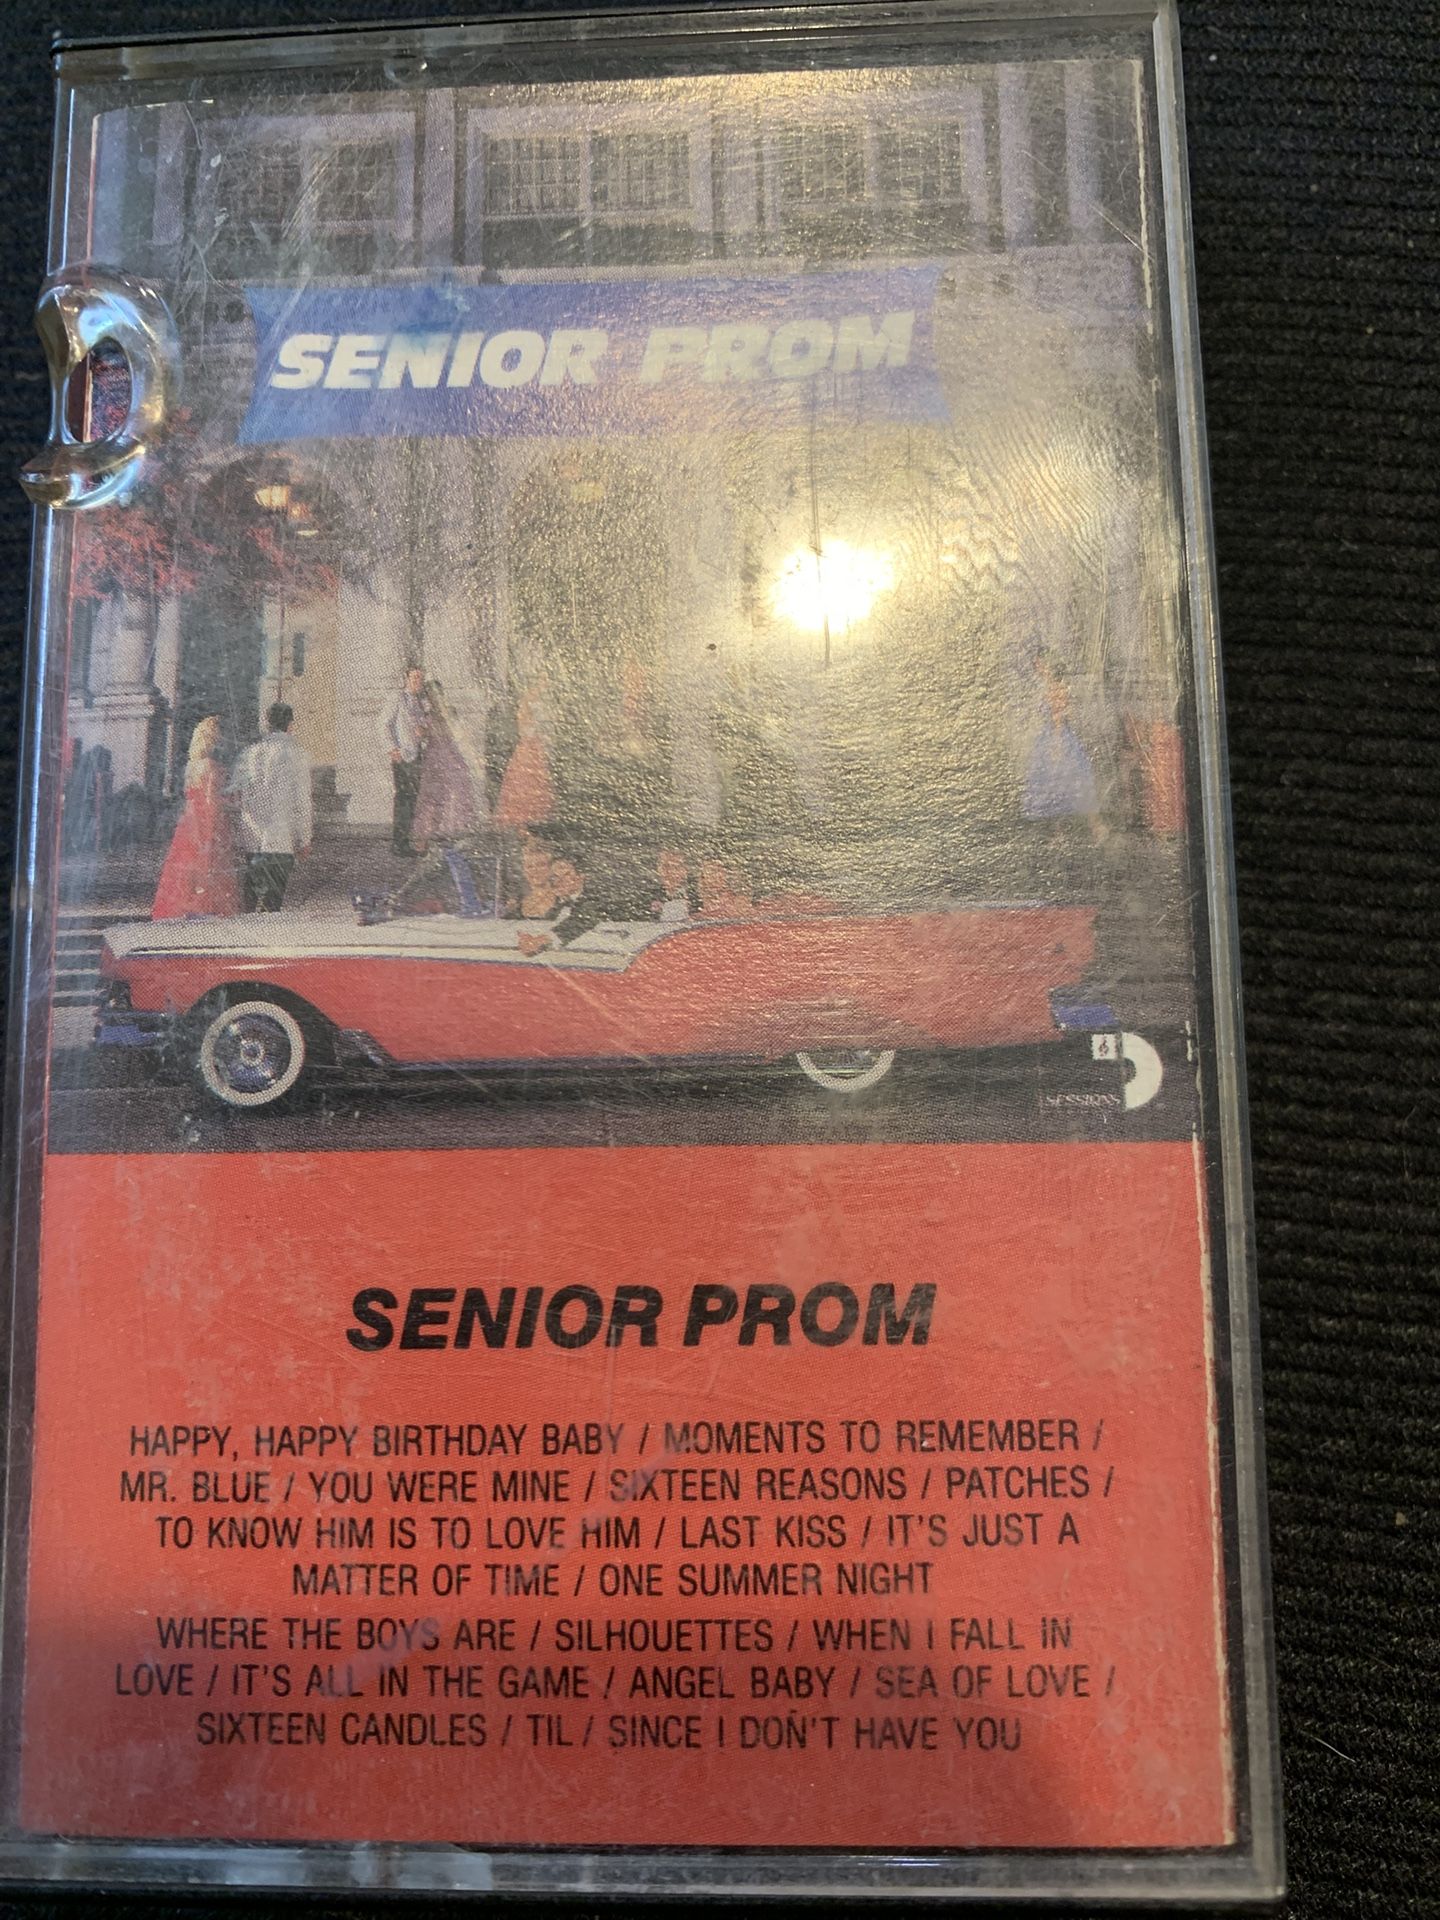 SENIOR PROM
SESSIONS
SENIOR PROM
HAPPY, HAPPY BIRTHDAY BABY / MOMENTS TO REMEMBER /
MR. BLUE / YOU WERE MINE / SIXTEEN REASONS / PATCHES /
TO KNOW HIM IS TO LOVE HIM / LAST KISS / IT'S JUST A
MATTER OF TIME / ONE SUMMER NIGHT
WHERE THE BOYS ARE / SILHOUETTES / WHEN I FALL IN
LOVE / IT'S ALL IN THE GAME / ANGEL BABY / SEA OF LOVE /
SIXTEEN CANDLES / TIL / SINCE I DON'T HAVE YOU